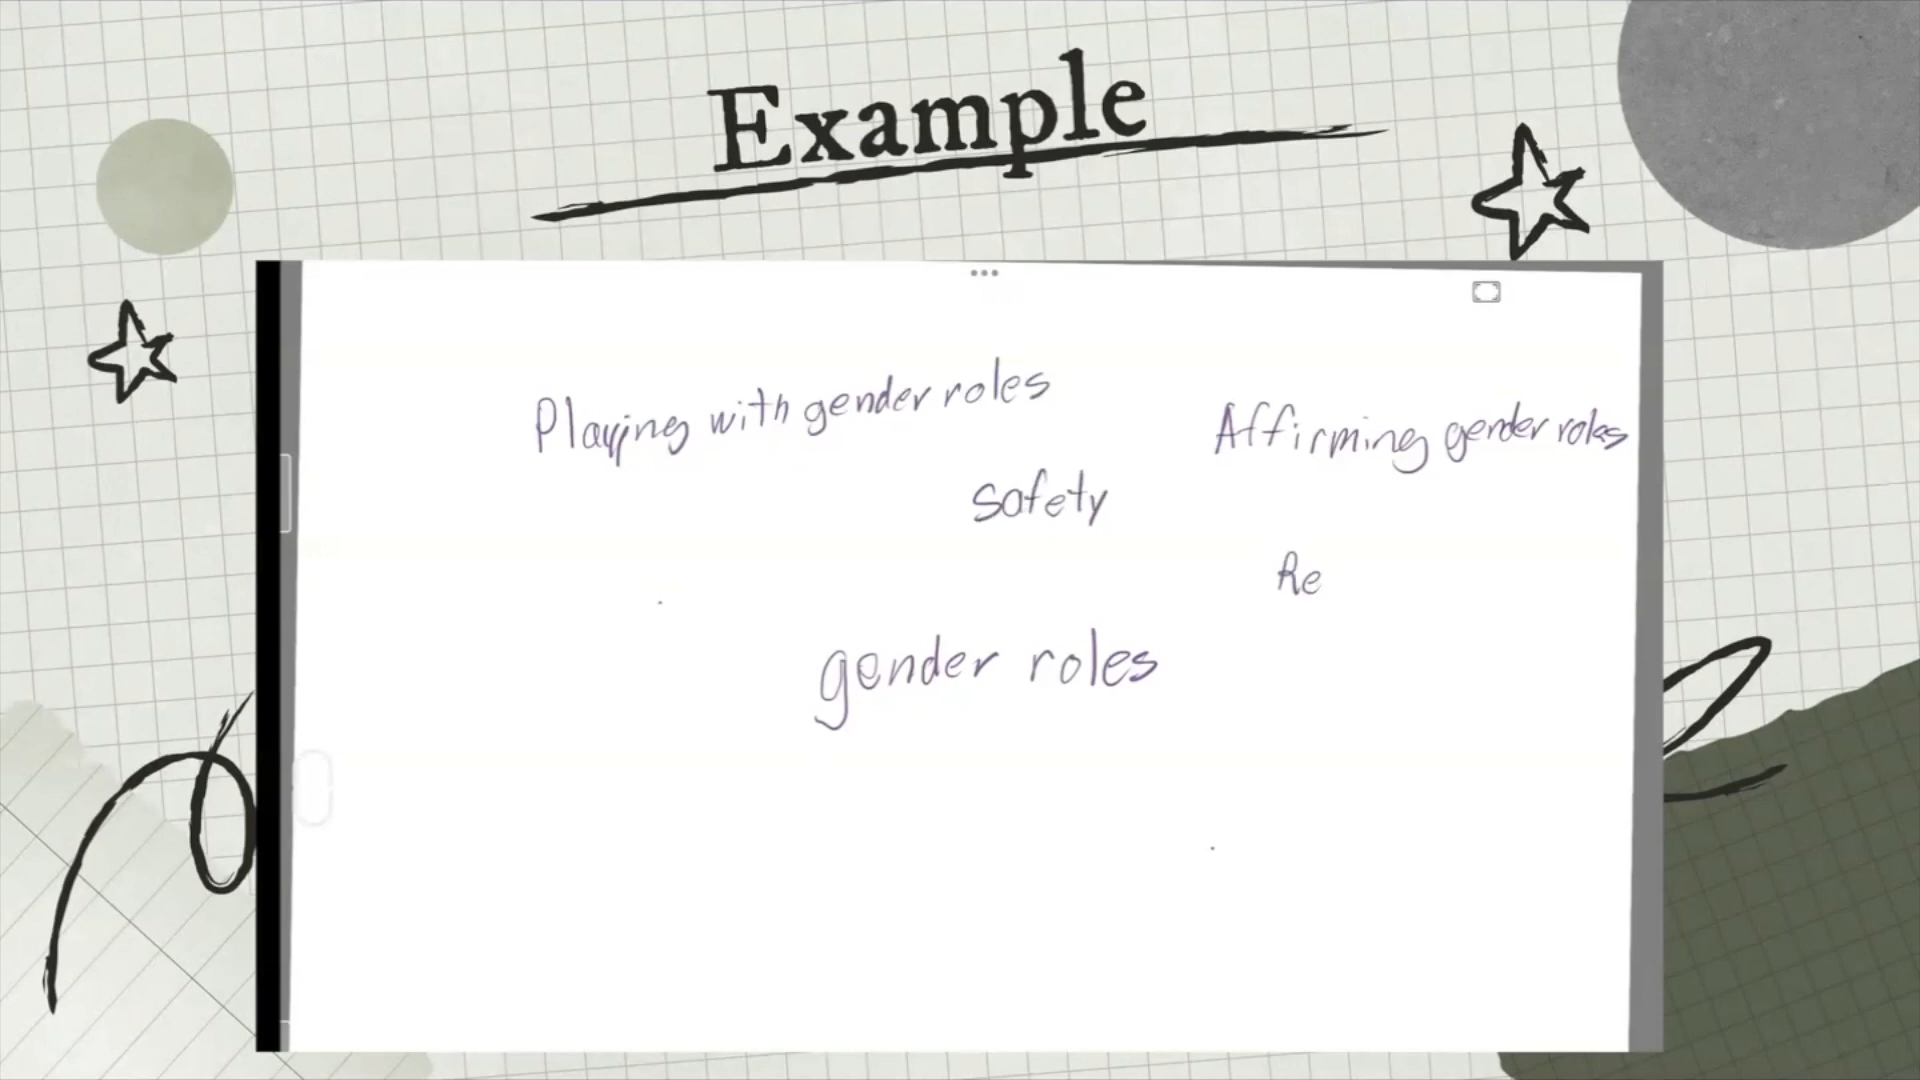 Example
Playing with gender roles
Affirming gender roles
safety
Re
gender roles